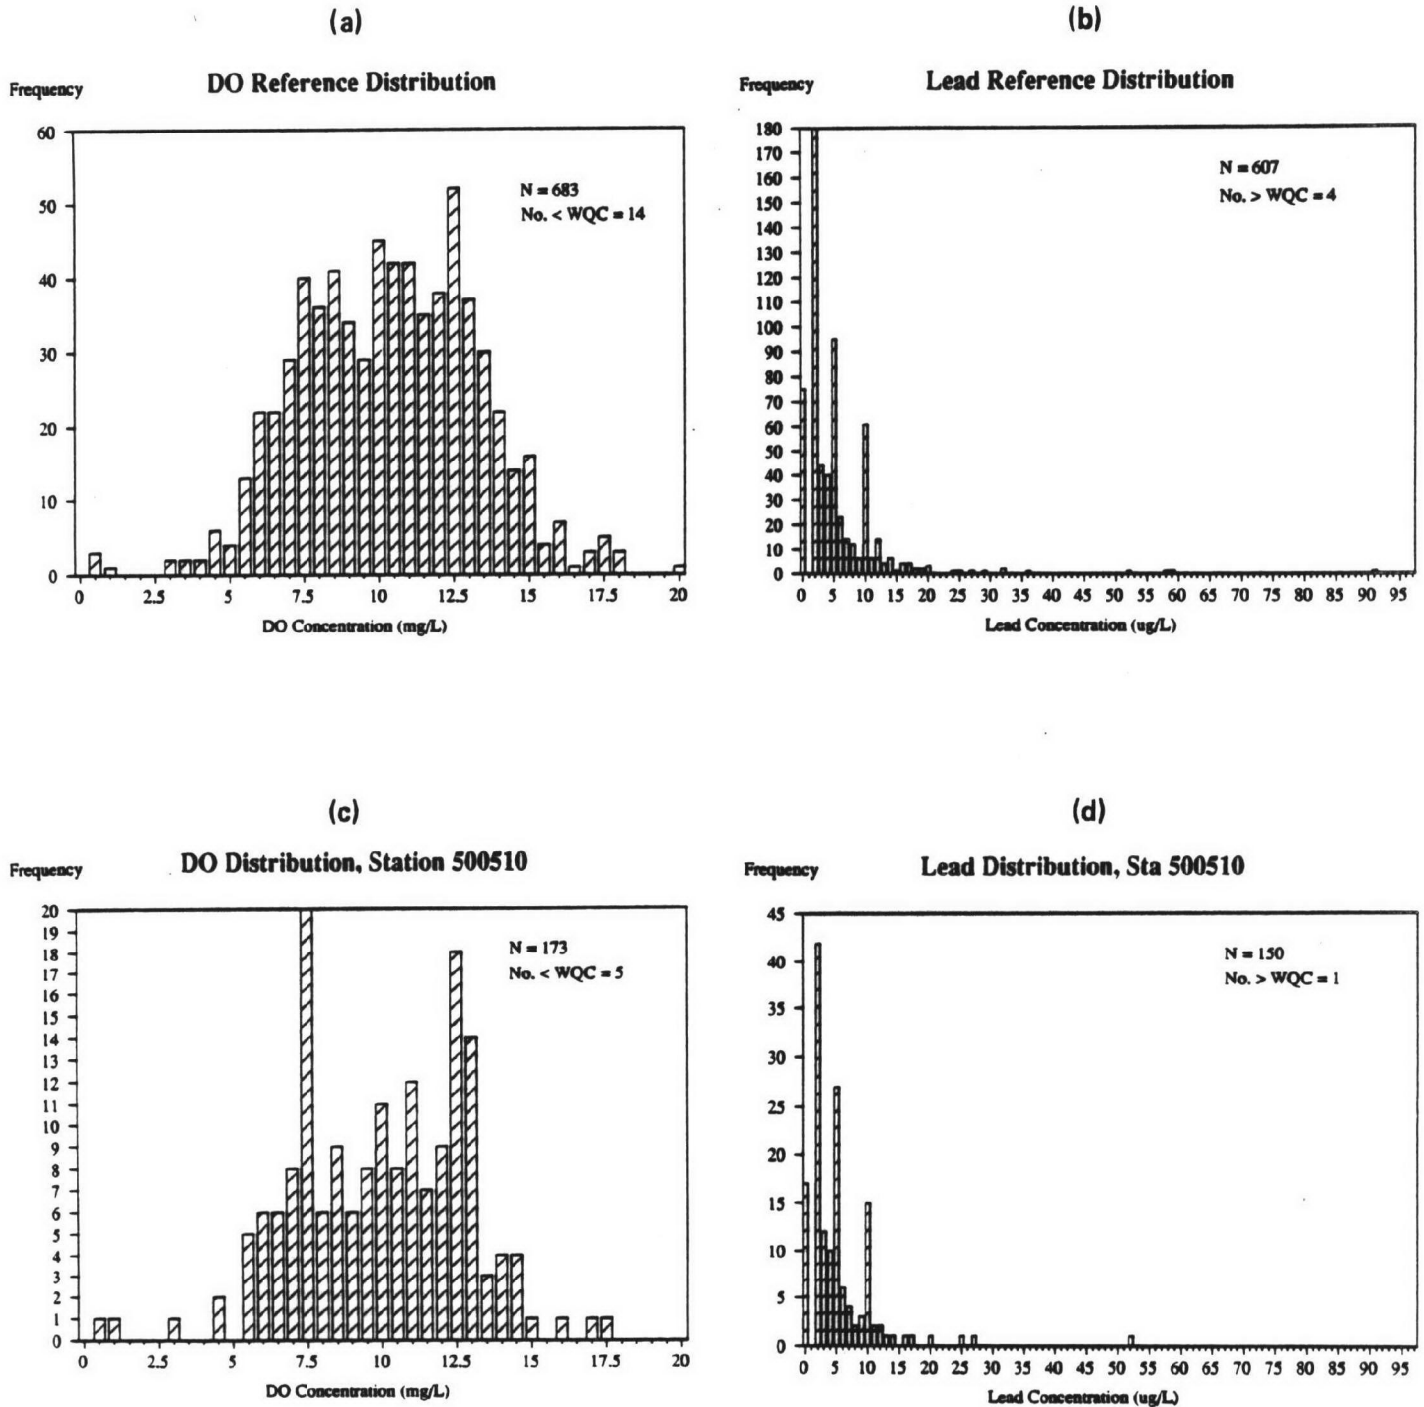 (a)
DO Reference Distribution
Frequency
60
50
40
30
20
10
0
N = 683
No. < WQC = 14
0 2.5 5 7.5 10 12.5 15 17.5 20
DO Concentration (mg/L)
(b)
Lead Reference Distribution
Frequency
180
170
160
150
140
130
120
110
100
90
80
70
60
50
40
30
20
10
0
N = 607
No. > WQC = 4
0 5 10 15 20 25 30 35 40 45 50 55 60 65 70 75 80 85 90 95
Lead Concentration (ug/L)
(c)
DO Distribution, Station 500510
Frequency
20
19
18
17
16
15
14
13
12
11
10
9
8
7
6
5
4
3
2
1
0
N = 173
No. < WQC = 5
0 2.5 5 7.5 10 12.5 15 17.5 20
DO Concentration (mg/L)
(d)
Lead Distribution, Sta 500510
Frequency
45
40
35
30
25
20
15
10
5
0
N = 150
No. > WQC = 1
0 5 10 15 20 25 30 35 40 45 50 55 60 65 70 75 80 85 90 95
Lead Concentration (ug/L)